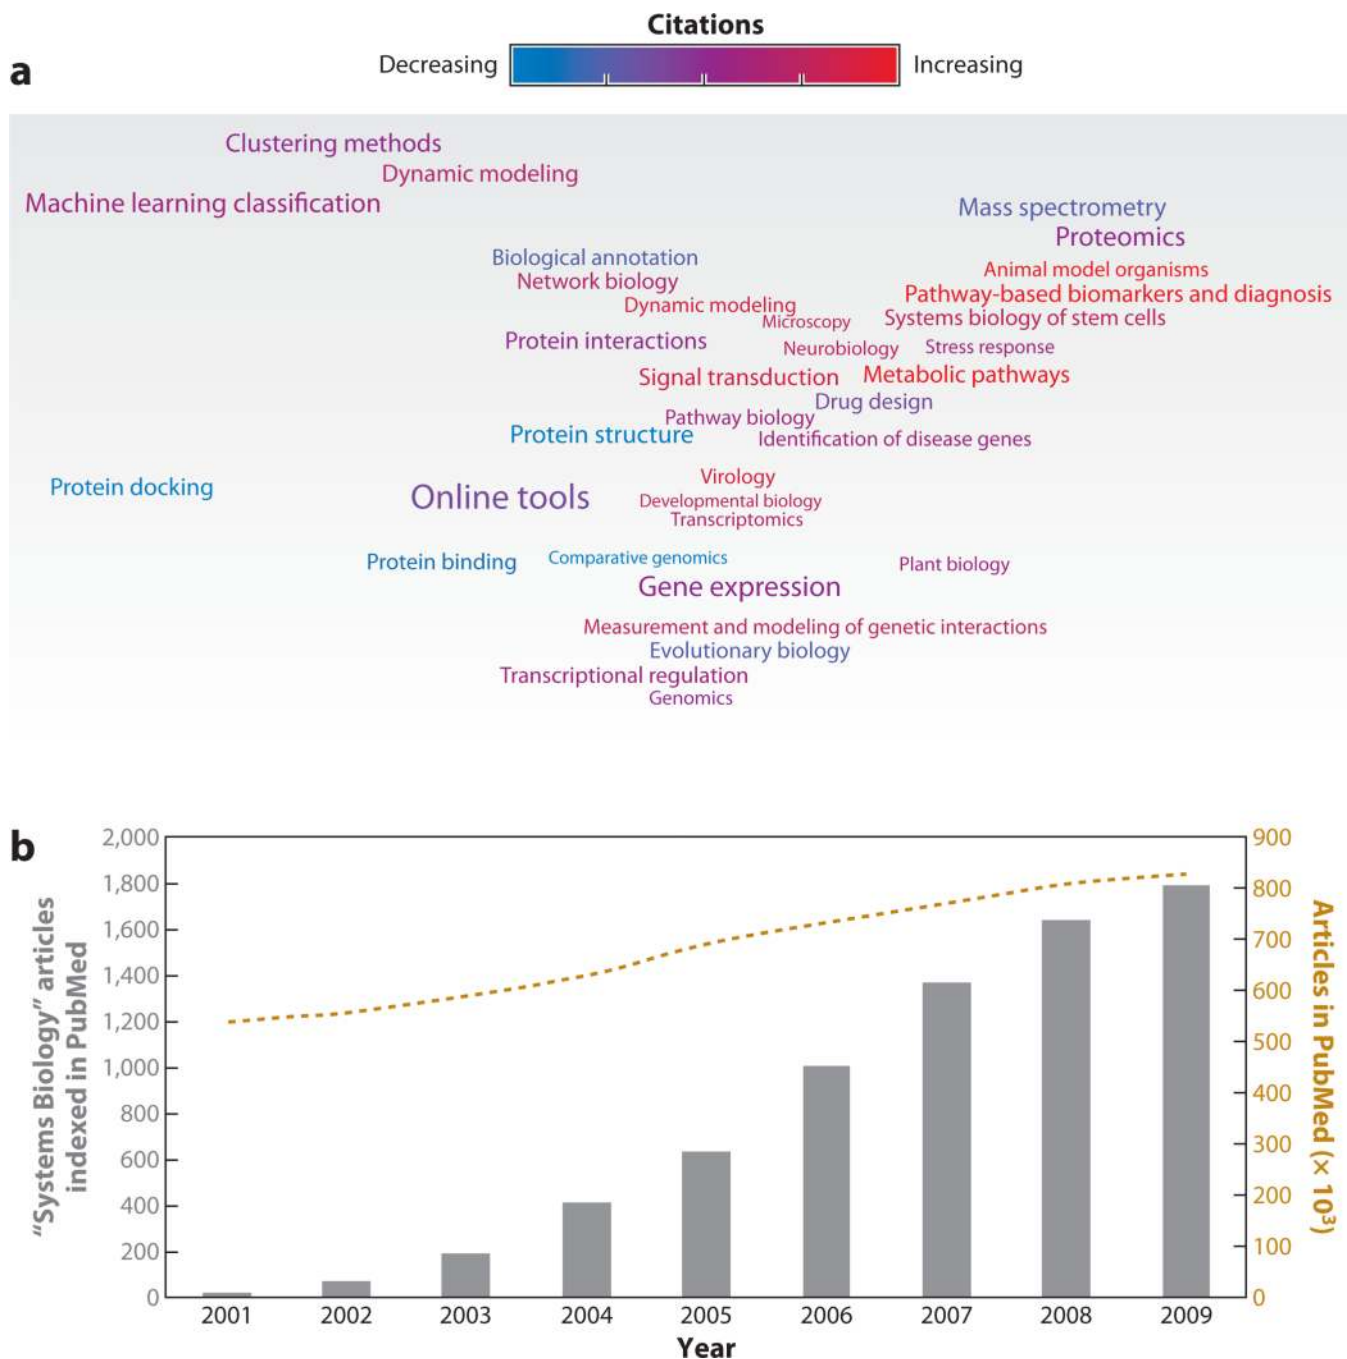 Citations
a
Decreasing
Increasing
Clustering methods
Dynamic modeling
Machine learning classification
Mass spectrometry
Proteomics
Biological annotation
Animal model organisms
Network biology
Pathway-based biomarkers and diagnosis
Dynamic modeling
Microscopy
Systems biology of stem cells
Protein interactions
Neurobiology
Stress response
Signal transduction
Metabolic pathways
Drug design
Pathway biology
Protein structure
Identification of disease genes
Virology
Protein docking
Online tools
Developmental biology
Transcriptomics
Protein binding
Comparative genomics
Plant biology
Gene expression
Measurement and modeling of genetic interactions
Evolutionary biology
Transcriptional regulation
Genomics
b
“Systems Biology” articles
indexed in PubMed
2,000
1,800
1,600
1,400
1,200
1,000
800
600
400
200
0
900
800
700
600
500
400
300
200
100
0
Articles in PubMed (× 10³)
2001
2002
2003
2004
2005
2006
2007
2008
2009
Year